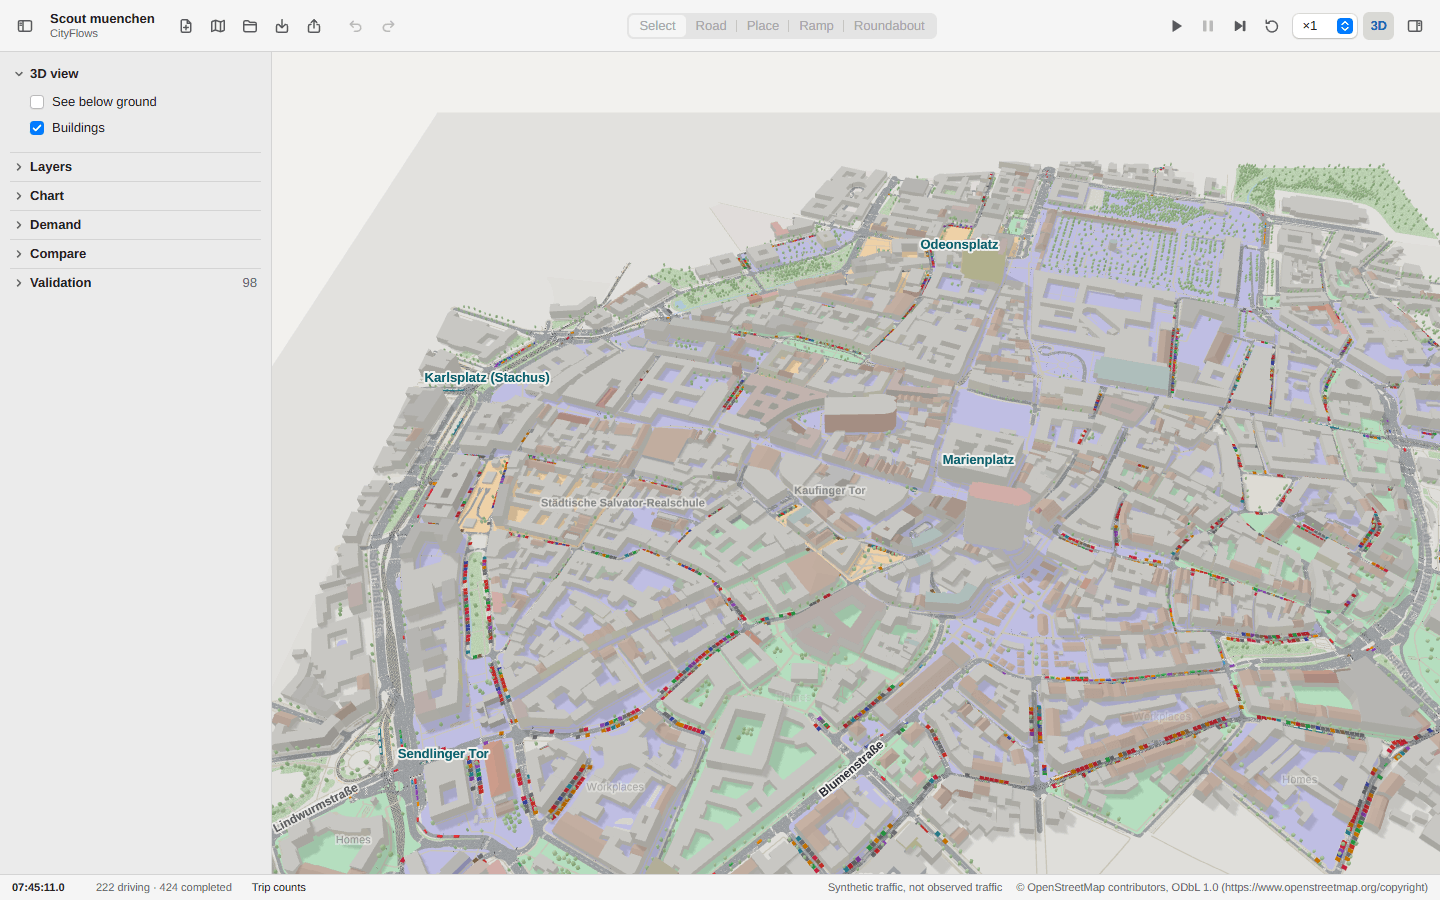 Scout muenchen
CityFlows
Select
Road
Place
Ramp
Roundabout
×1
3D
3D view
See below ground
Buildings
Layers
Chart
Demand
Compare
Validation
98
Odeonsplatz
Karlsplatz (Stachus)
Marienplatz
Kaufinger Tor
Städtische Salvator-Realschule
Sendlinger Tor
Workplaces
Workplaces
Blumenstraße
Lindwurmstraße
Homes
Homes
07:45:11.0
222 driving · 424 completed
Trip counts
Synthetic traffic, not observed traffic
© OpenStreetMap contributors, ODbL 1.0 (https://www.openstreetmap.org/copyright)